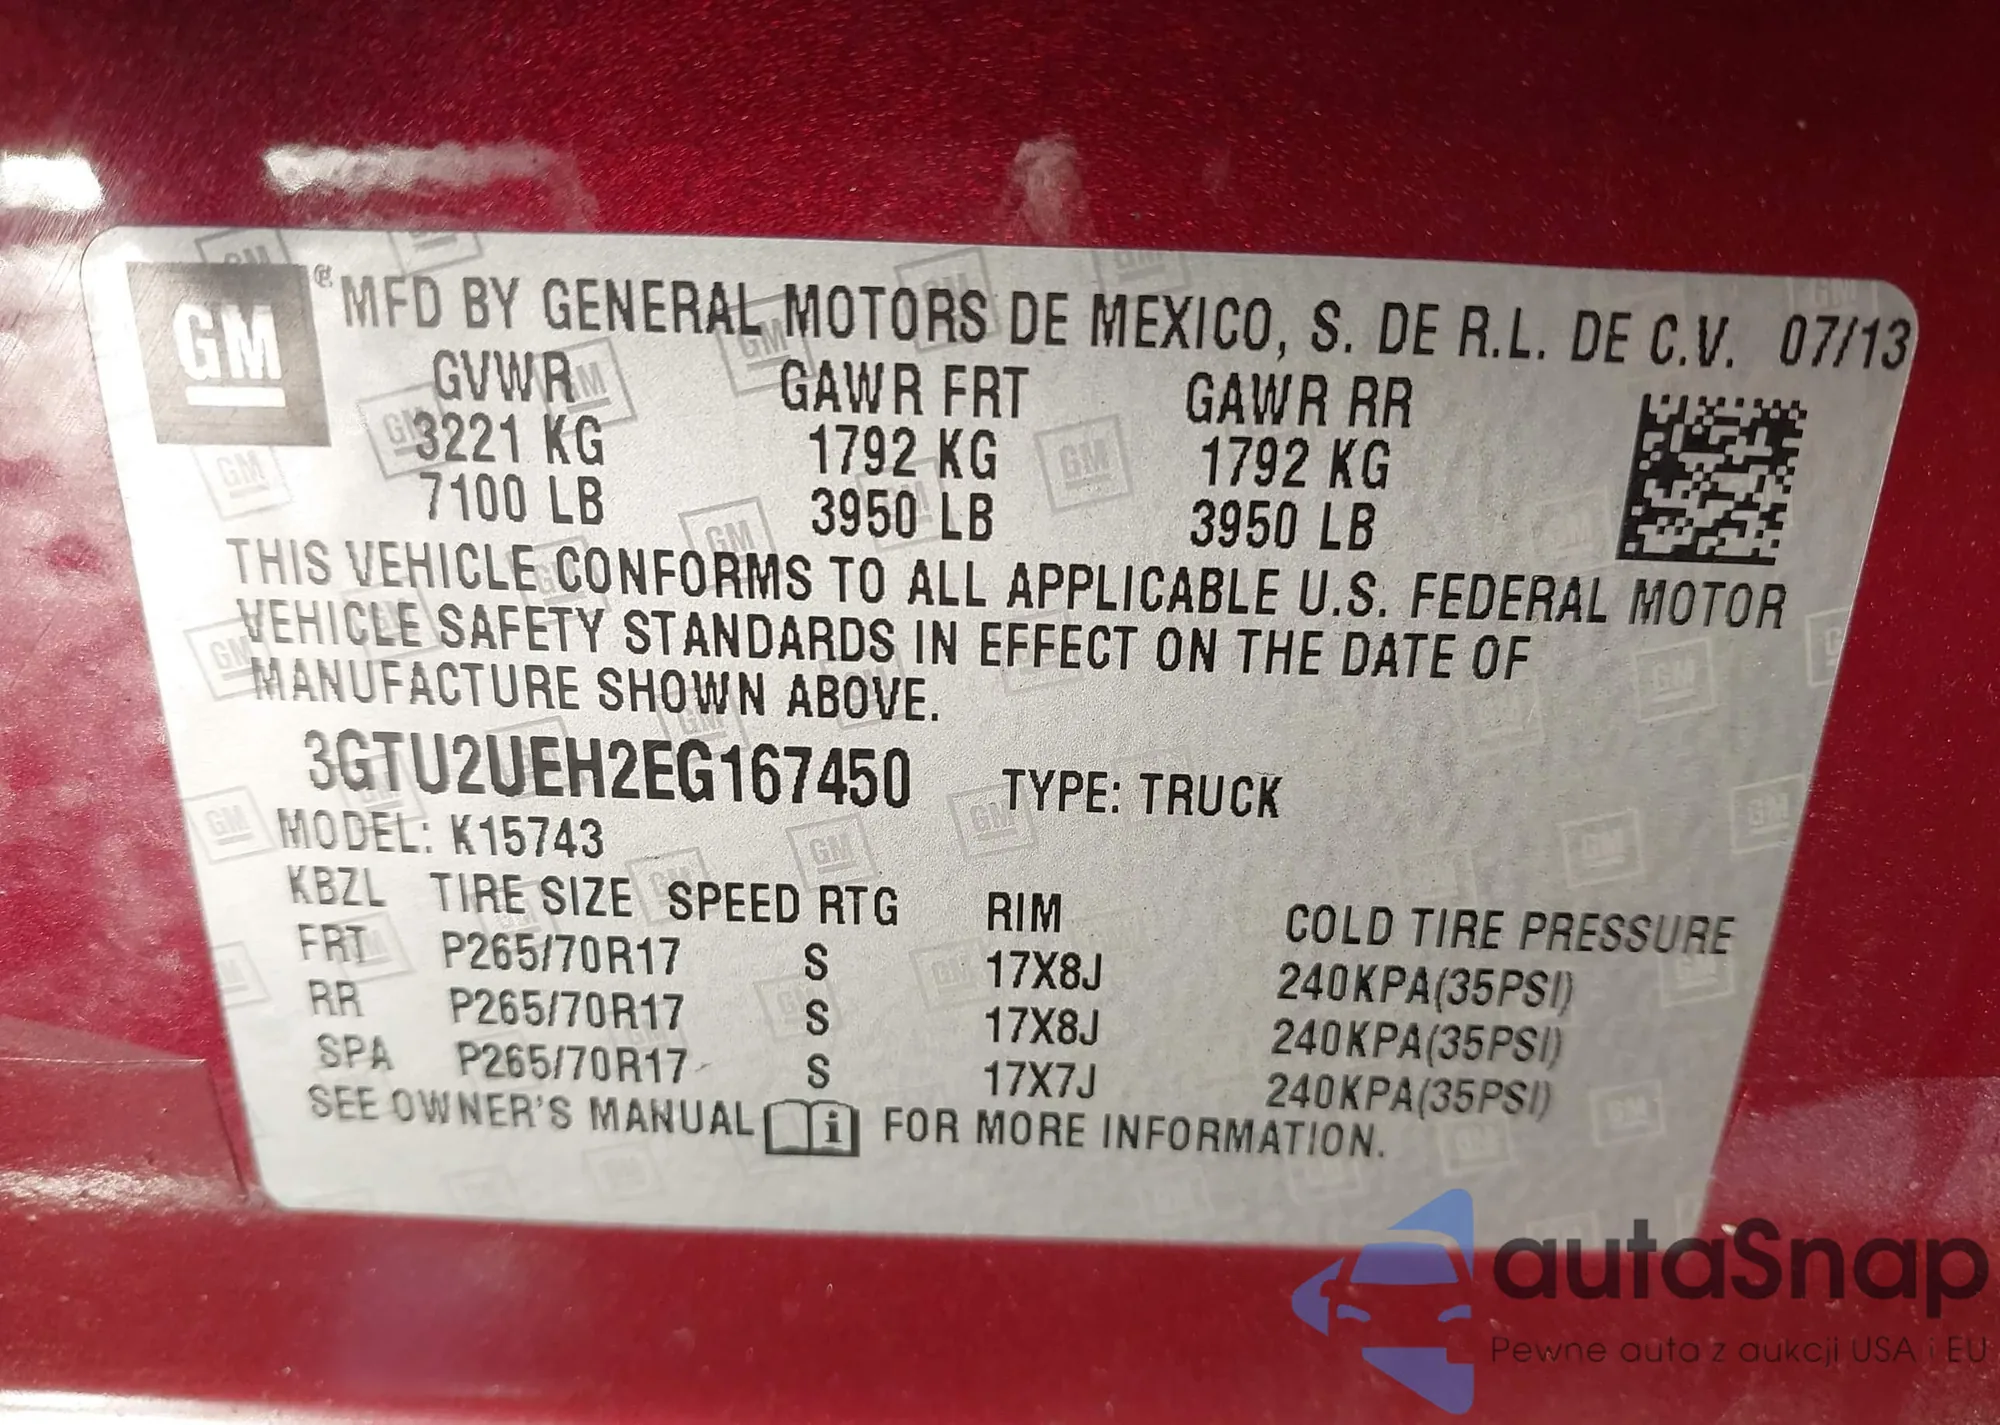 GM
® MFD BY GENERAL MOTORS DE MEXICO, S. DE R.L. DE C.V. 07/13
GVWR GAWR FRT GAWR RR
3221 KG 1792 KG 1792 KG
7100 LB 3950 LB 3950 LB
THIS VEHICLE CONFORMS TO ALL APPLICABLE U.S. FEDERAL MOTOR
VEHICLE SAFETY STANDARDS IN EFFECT ON THE DATE OF
MANUFACTURE SHOWN ABOVE.
3GTU2UEH2EG167450 TYPE: TRUCK
MODEL: K15743
KBZL TIRE SIZE SPEED RTG RIM COLD TIRE PRESSURE
FRT P265/70R17 S 17X8J 240KPA(35PSI)
RR P265/70R17 S 17X8J 240KPA(35PSI)
SPA P265/70R17 S 17X7J 240KPA(35PSI)
SEE OWNER'S MANUAL i FOR MORE INFORMATION.
autaSnap
Pewne auta z aukcji USA i EU